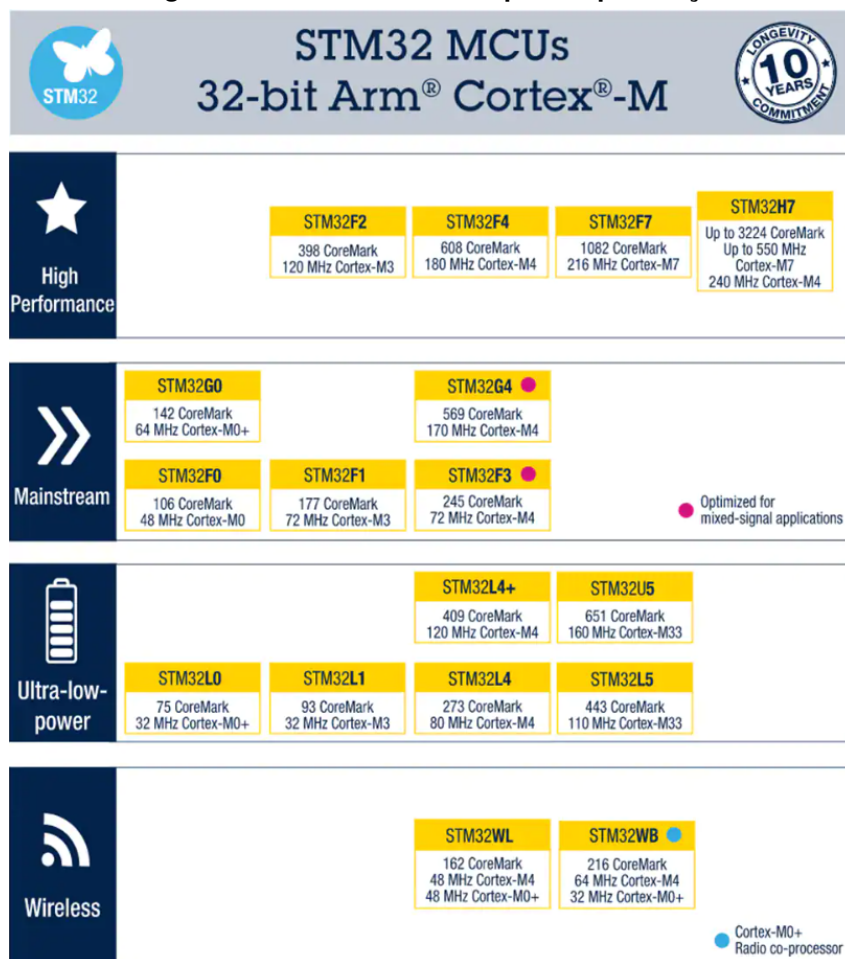 STM32 MCUs
32-bit Arm® Cortex®-M
STM32
LONGEVITY
10
YEARS
COMMITMENT
High
Performance
STM32F2
398 CoreMark
120 MHz Cortex-M3
STM32F4
608 CoreMark
180 MHz Cortex-M4
STM32F7
1082 CoreMark
216 MHz Cortex-M7
STM32H7
Up to 3224 CoreMark
Up to 550 MHz
Cortex-M7
240 MHz Cortex-M4
Mainstream
STM32G0
142 CoreMark
64 MHz Cortex-M0+
STM32G4
569 CoreMark
170 MHz Cortex-M4
STM32F0
106 CoreMark
48 MHz Cortex-M0
STM32F1
177 CoreMark
72 MHz Cortex-M3
STM32F3
245 CoreMark
72 MHz Cortex-M4
Optimized for
mixed-signal applications
Ultra-low-
power
STM32L4+
409 CoreMark
120 MHz Cortex-M4
STM32U5
651 CoreMark
160 MHz Cortex-M33
STM32L0
75 CoreMark
32 MHz Cortex-M0+
STM32L1
93 CoreMark
32 MHz Cortex-M3
STM32L4
273 CoreMark
80 MHz Cortex-M4
STM32L5
443 CoreMark
110 MHz Cortex-M33
Wireless
STM32WL
162 CoreMark
48 MHz Cortex-M4
48 MHz Cortex-M0+
STM32WB
216 CoreMark
64 MHz Cortex-M4
32 MHz Cortex-M0+
Cortex-M0+
Radio co-processor